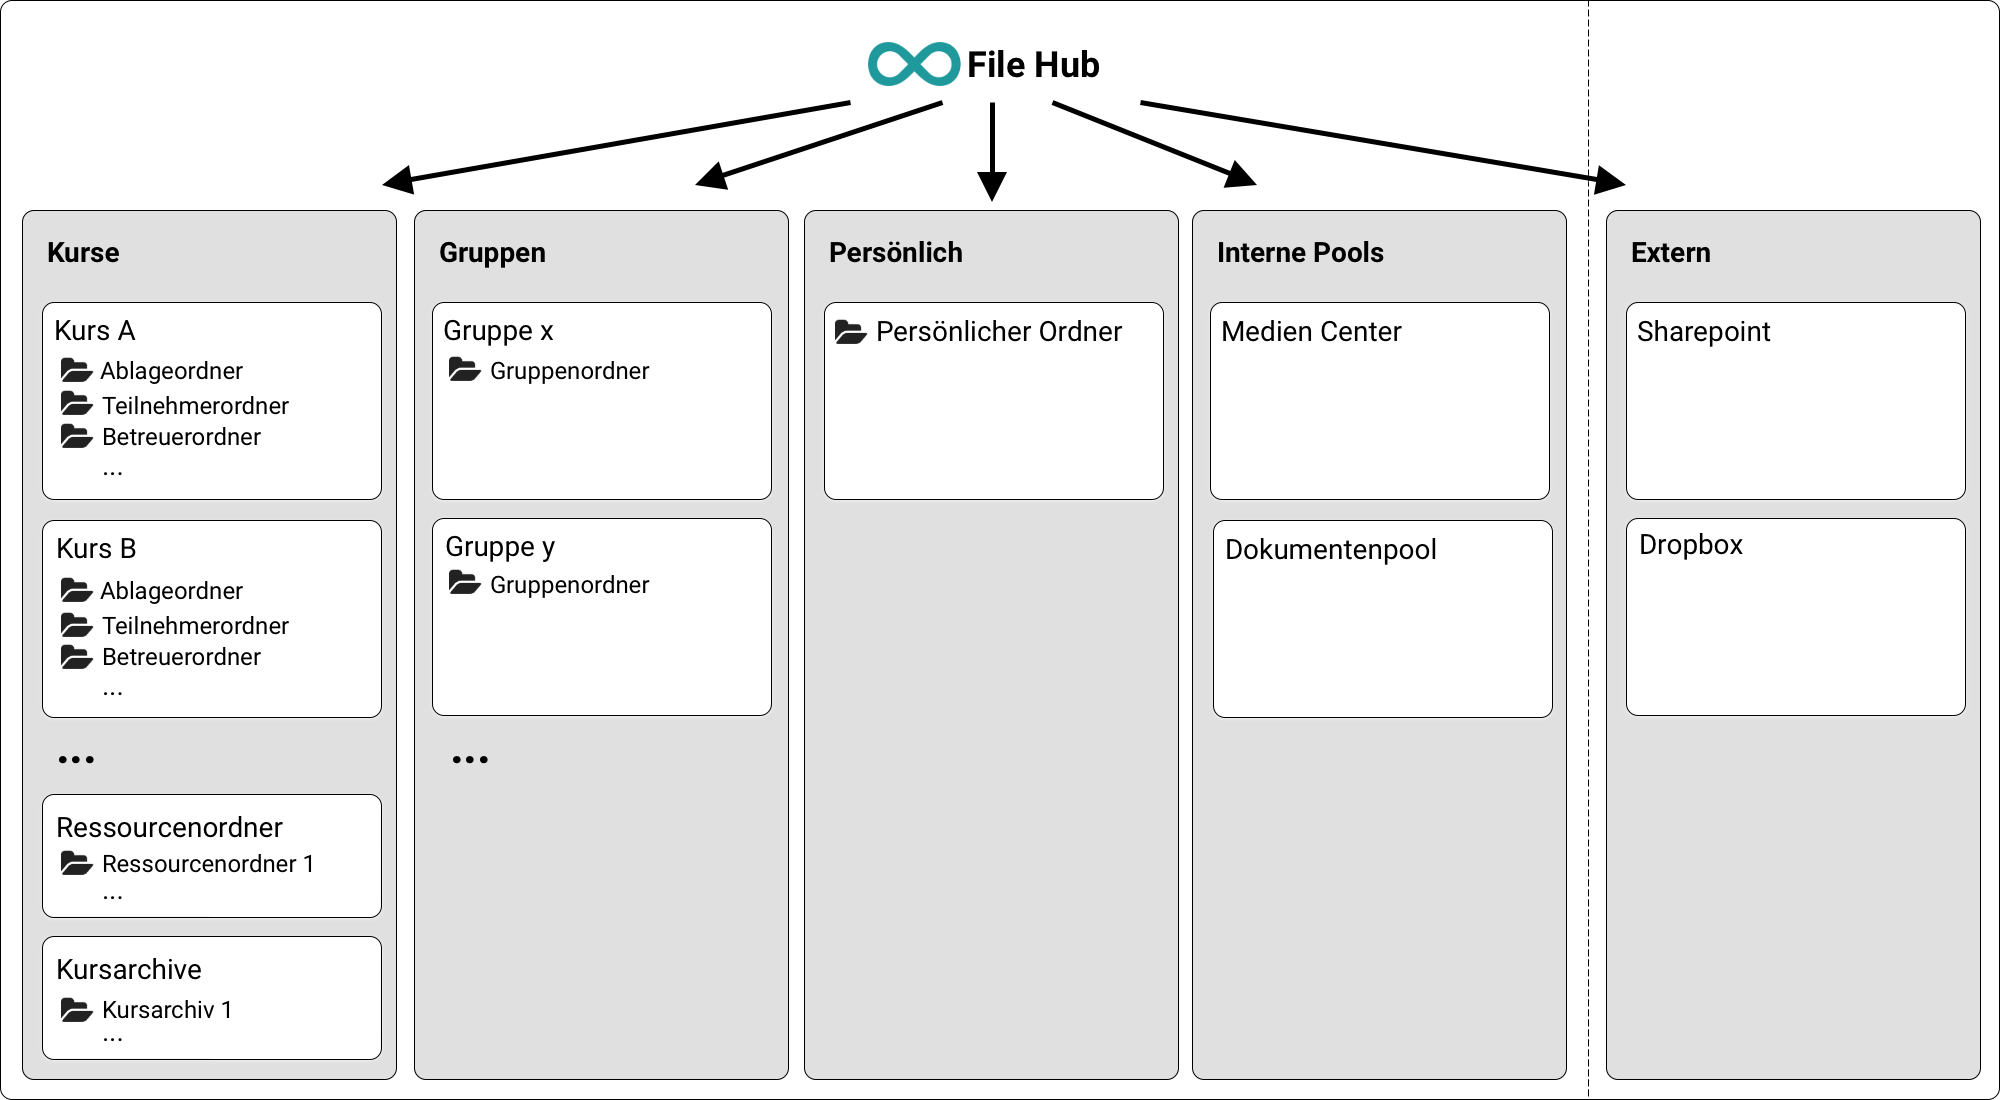 File Hub
Kurse
Kurs A
Ablageordner
Teilnehmerordner
Betreuerordner
...
Kurs B
Ablageordner
Teilnehmerordner
Betreuerordner
...
...
Ressourcenordner
Ressourcenordner 1
...
Kursarchive
Kursarchiv 1
...
Gruppen
Gruppe x
Gruppenordner
Gruppe y
Gruppenordner
...
Persönlich
Persönlicher Ordner
Interne Pools
Medien Center
Dokumentenpool
Extern
Sharepoint
Dropbox